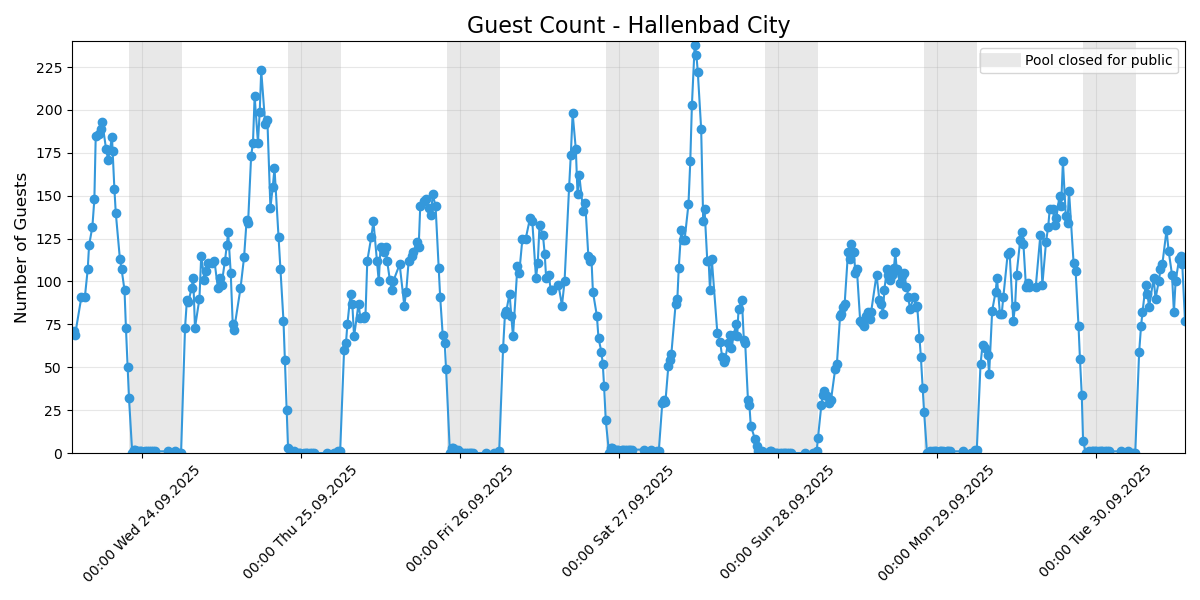 Guest Count - Hallenbad City
Pool closed for public
Number of Guests
225
200
175
150
125
100
75
50
25
0
00:00 Wed 24.09.2025
00:00 Thu 25.09.2025
00:00 Fri 26.09.2025
00:00 Sat 27.09.2025
00:00 Sun 28.09.2025
00:00 Mon 29.09.2025
00:00 Tue 30.09.2025